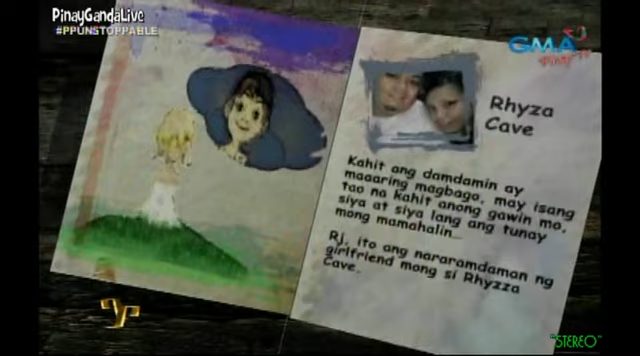 PinayGandaLive
#PPUNSTOPPABLE
GMA
Rhyza
Cave
Kahit ang damdamin ay
maaaring magbago, may isang
tao na kahit anong gawin mo,
siya at siya lang ang tunay
mong mamahalin...
Rj, ito ang nararamdaman ng
girlfriend mong si Rhyzza
Cave.
"STEREO"